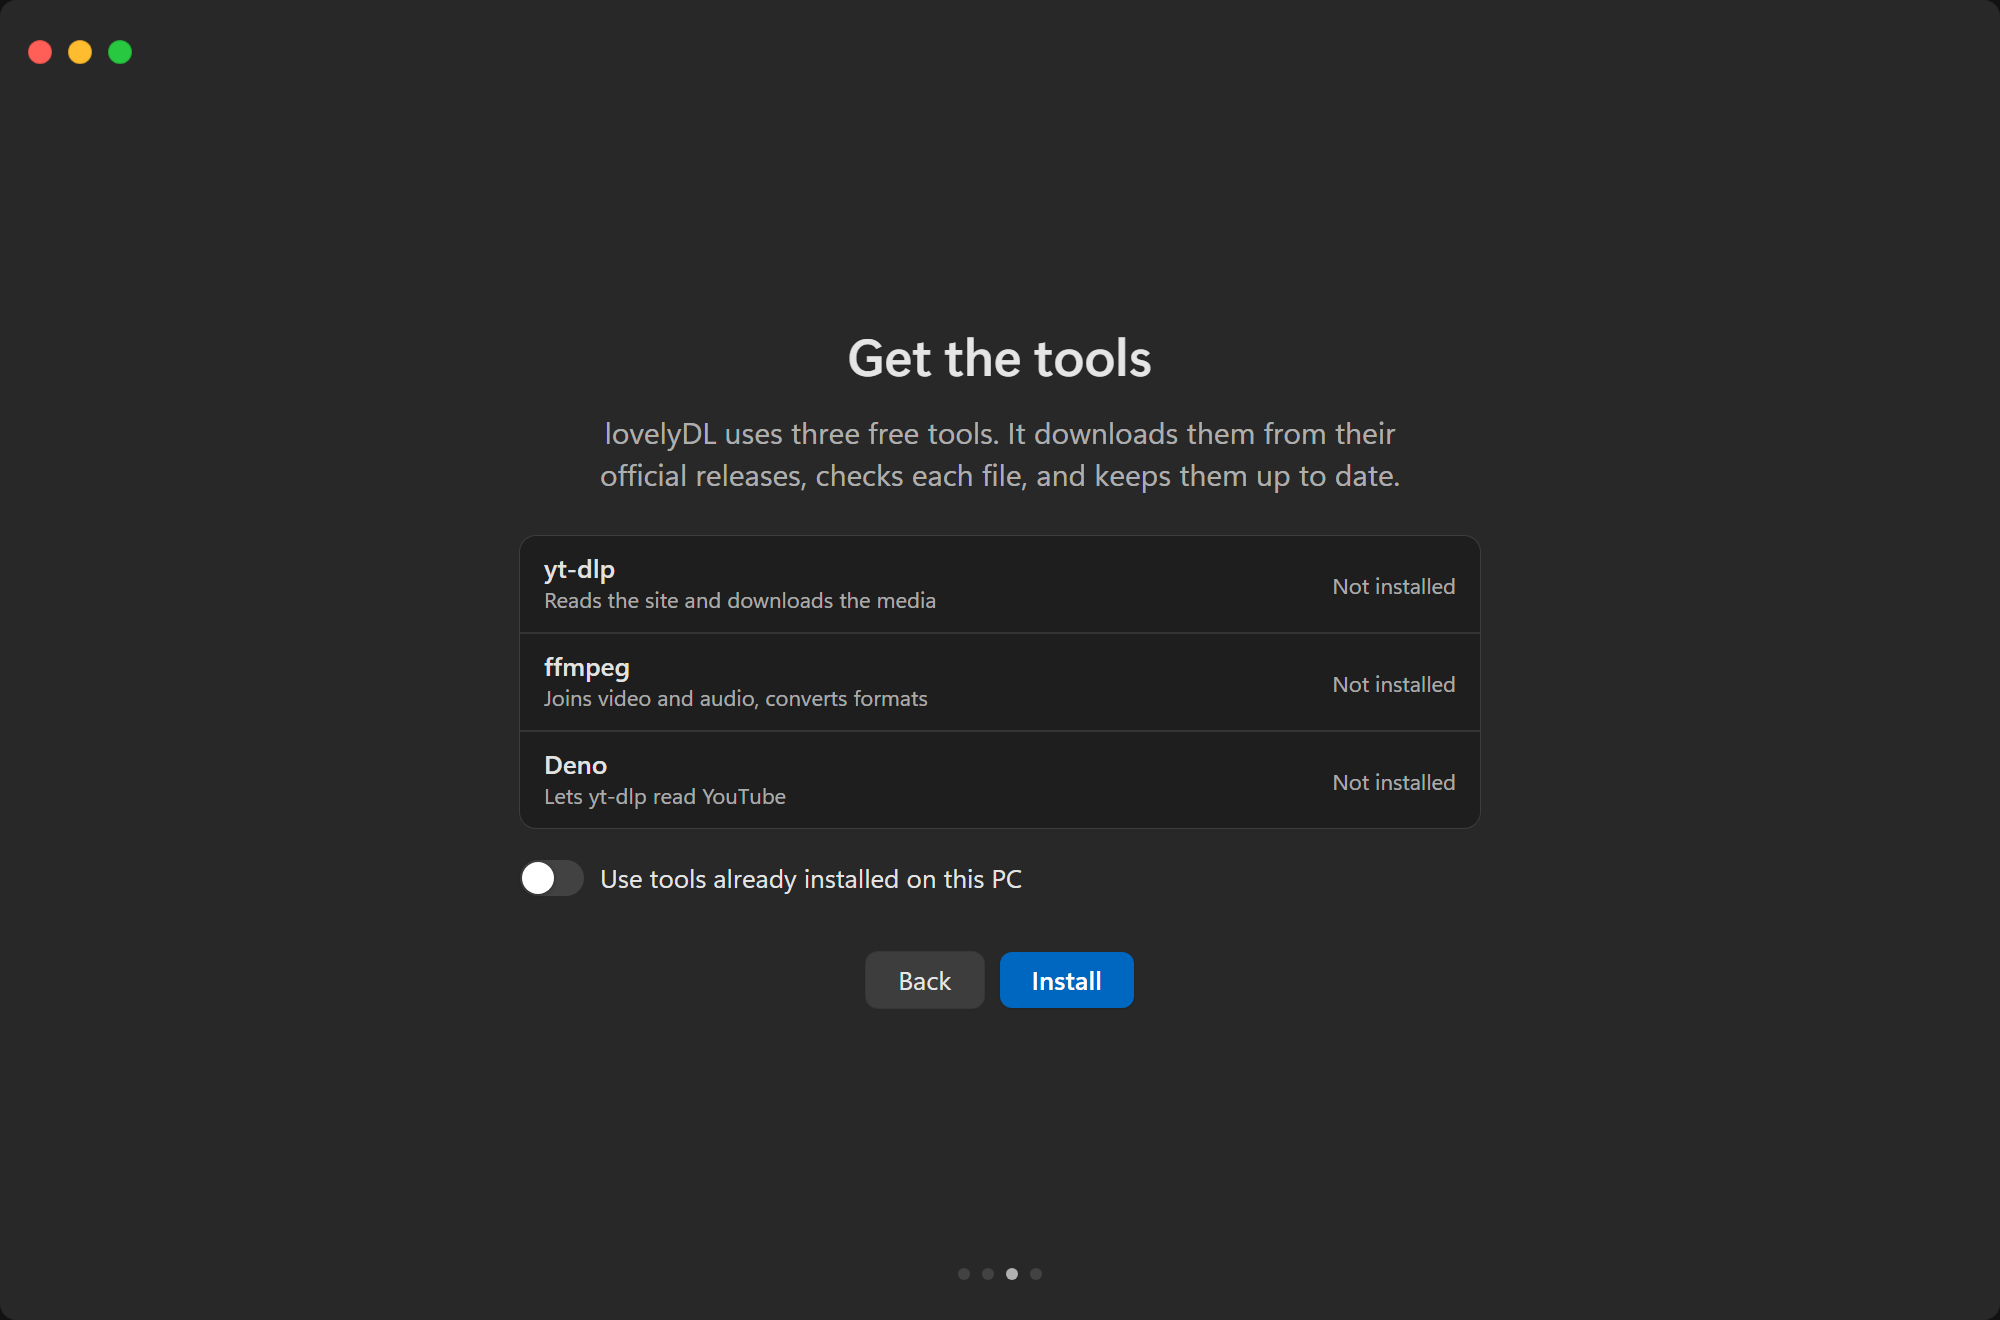 Get the tools
lovelyDL uses three free tools. It downloads them from their
official releases, checks each file, and keeps them up to date.
yt-dlp
Reads the site and downloads the media
Not installed
ffmpeg
Joins video and audio, converts formats
Not installed
Deno
Lets yt-dlp read YouTube
Not installed
Use tools already installed on this PC
Back
Install